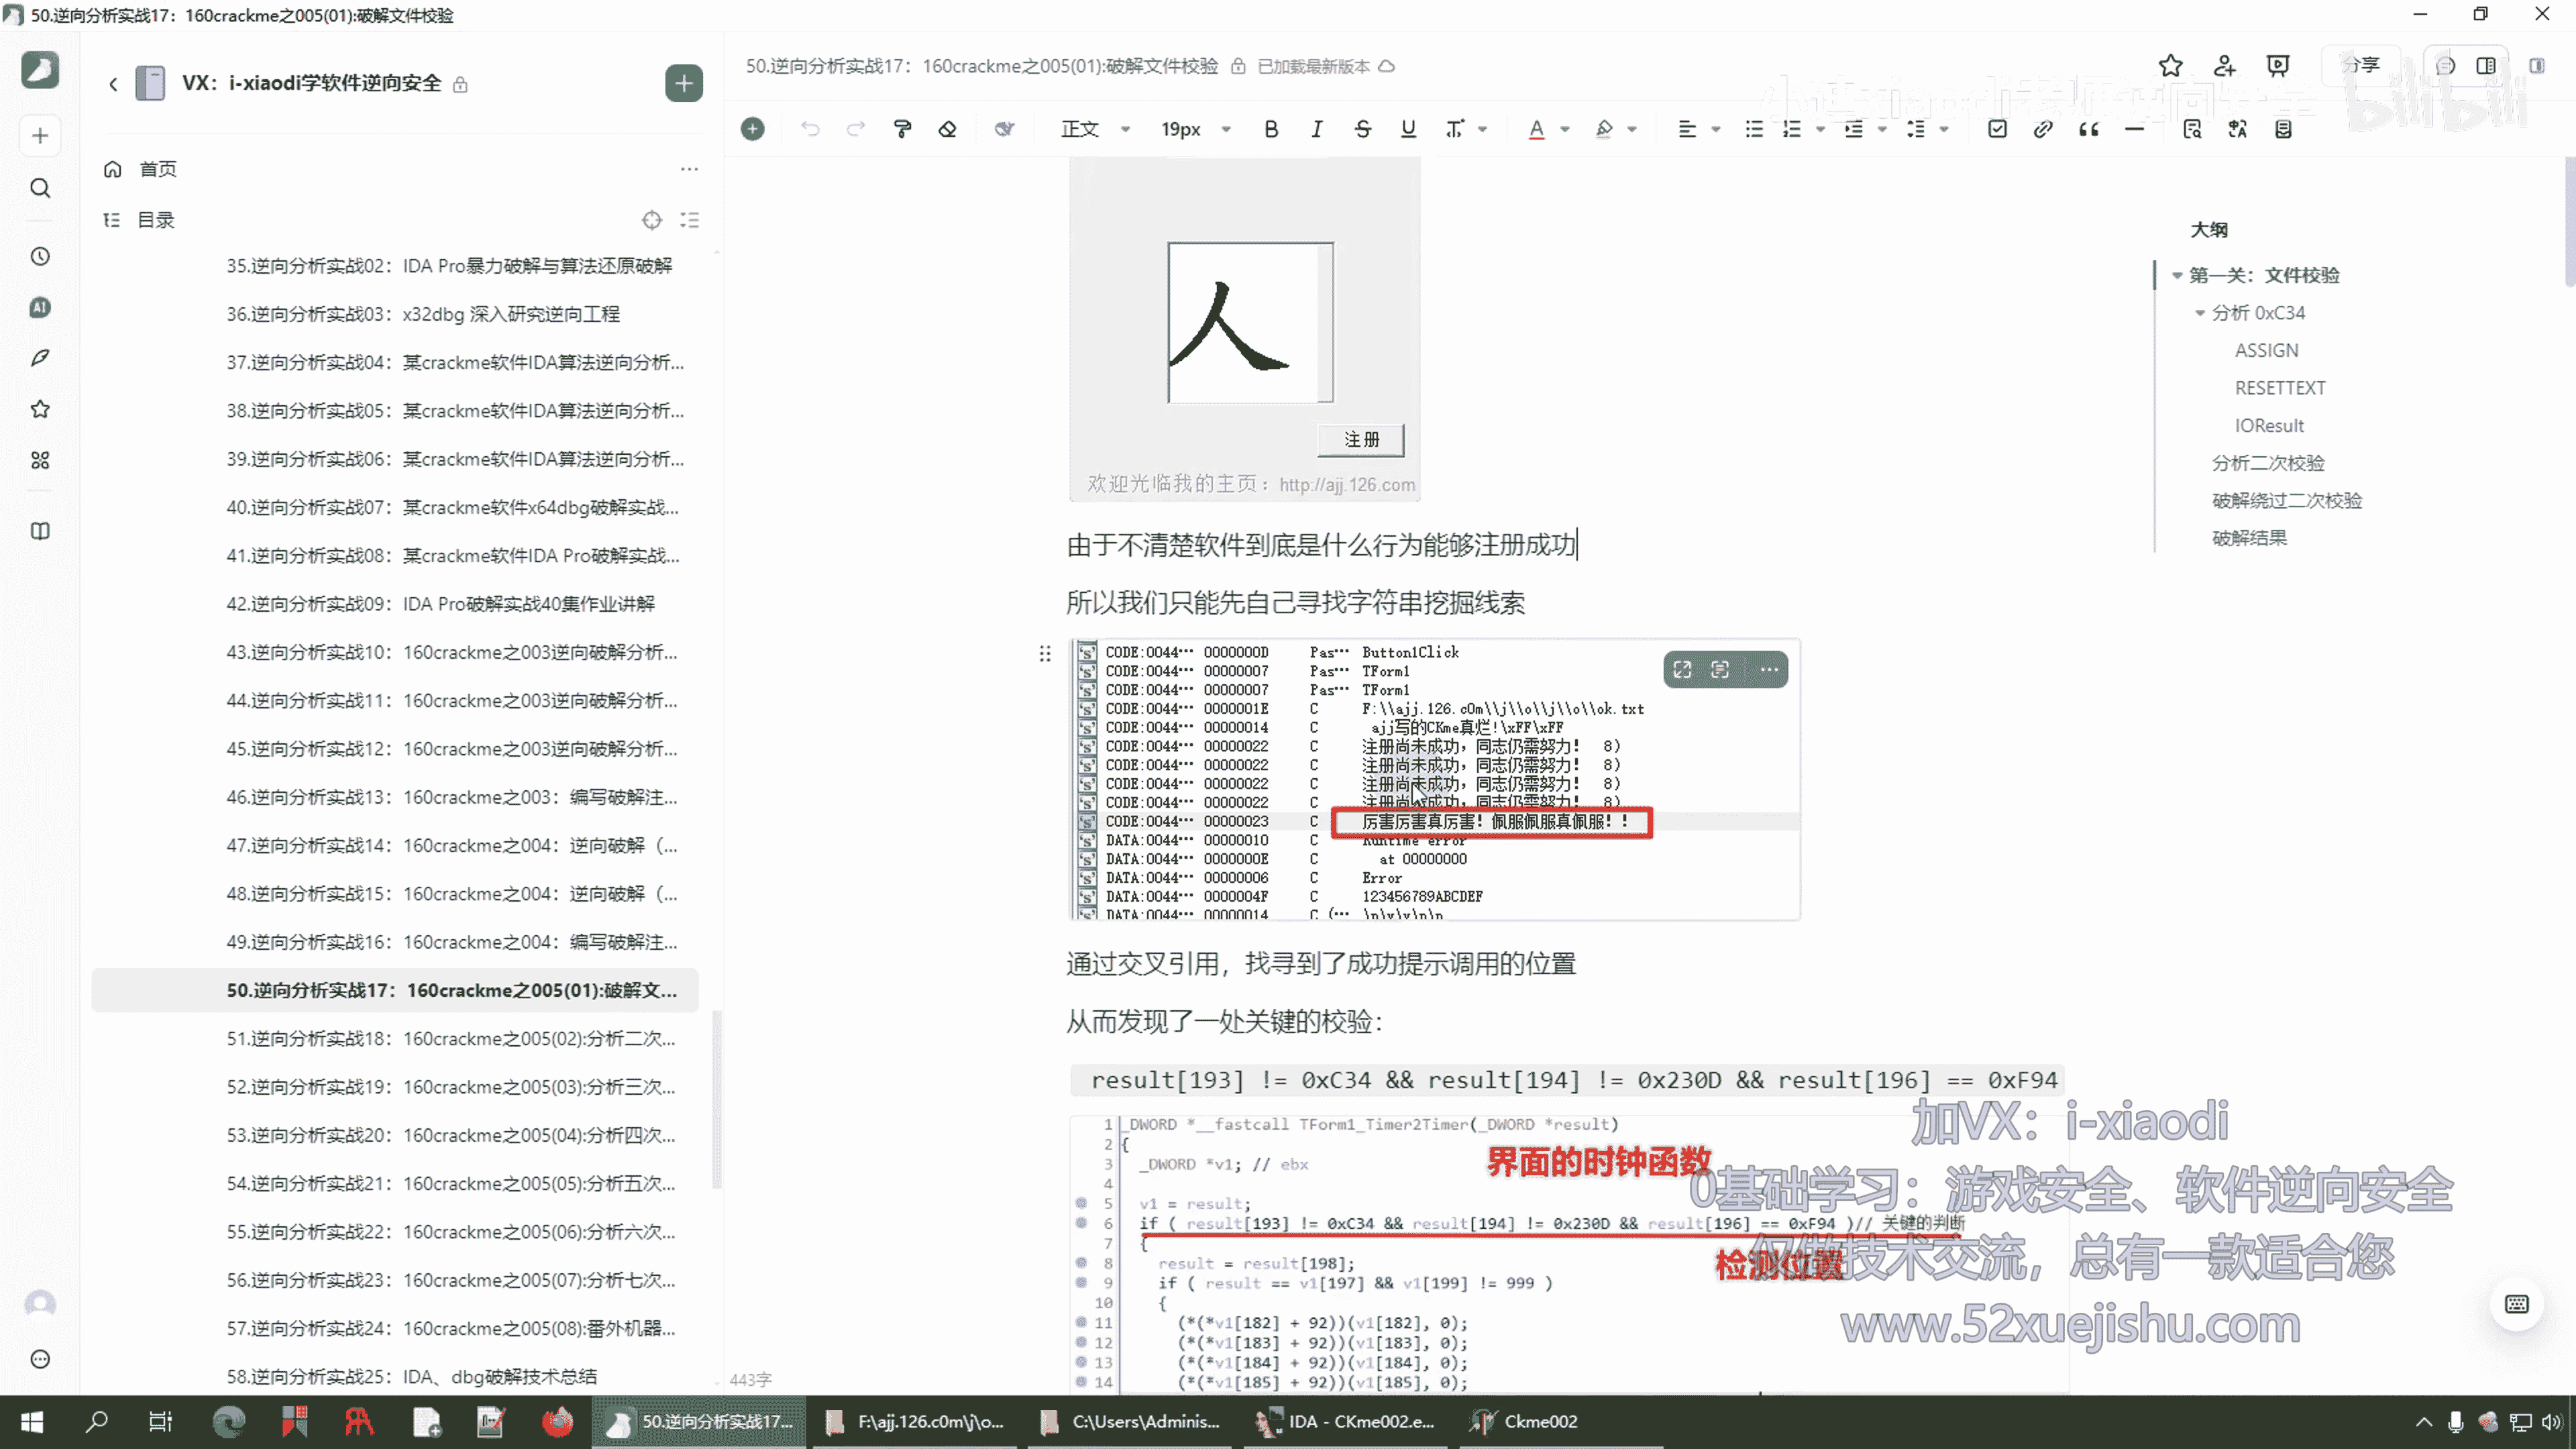 50.逆向分析实战17：160crackme之005(01):破解文件校验
VX：i-xiaodi学软件逆向安全
首页
目录
35.逆向分析实战02：IDA Pro暴力破解与算法还原破解
36.逆向分析实战03：x32dbg 深入研究逆向工程
37.逆向分析实战04：某crackme软件IDA算法逆向分析...
38.逆向分析实战05：某crackme软件IDA算法逆向分析...
39.逆向分析实战06：某crackme软件IDA算法逆向分析...
40.逆向分析实战07：某crackme软件x64dbg破解实战...
41.逆向分析实战08：某crackme软件IDA Pro破解实战...
42.逆向分析实战09：IDA Pro破解实战40集作业讲解
43.逆向分析实战10：160crackme之003逆向破解分析...
44.逆向分析实战11：160crackme之003逆向破解分析...
45.逆向分析实战12：160crackme之003逆向破解分析...
46.逆向分析实战13：160crackme之003：编写破解注...
47.逆向分析实战14：160crackme之004：逆向破解（...
48.逆向分析实战15：160crackme之004：逆向破解（...
49.逆向分析实战16：160crackme之004：编写破解注...
50.逆向分析实战17：160crackme之005(01):破解文...
51.逆向分析实战18：160crackme之005(02):分析二次...
52.逆向分析实战19：160crackme之005(03):分析三次...
53.逆向分析实战20：160crackme之005(04):分析四次...
54.逆向分析实战21：160crackme之005(05):分析五次...
55.逆向分析实战22：160crackme之005(06):分析六次...
56.逆向分析实战23：160crackme之005(07):分析七次...
57.逆向分析实战24：160crackme之005(08):番外机器...
58.逆向分析实战25：IDA、dbg破解技术总结
50.逆向分析实战17：160crackme之005(01):破解文件校验 已加载最新版本
分享
bilibili
正文 19px B I S U T A
人
注册
欢迎光临我的主页：http://ajj.126.com
由于不清楚软件到底是什么行为能够注册成功
所以我们只能先自己寻找字符串挖掘线索
's' CODE:0044… 0000000D Pas… Button1Click
's' CODE:0044… 00000007 Pas… TForm1
's' CODE:0044… 00000007 Pas… TForm1
's' CODE:0044… 0000001E C F:\\ajj.126.c0m\\j\\o\\j\\o\\ok.txt
's' CODE:0044… 00000014 C ajj写的CKme真烂!\xFF\xFF
's' CODE:0044… 00000022 C 注册尚未成功，同志仍需努力！ 8)
's' CODE:0044… 00000022 C 注册尚未成功，同志仍需努力！ 8)
's' CODE:0044… 00000022 C 注册尚未成功，同志仍需努力！ 8)
's' CODE:0044… 00000022 C 注册尚未成功，同志仍需努力！ 8)
's' CODE:0044… 00000023 C 厉害厉害真厉害！佩服佩服真佩服！！
's' DATA:0044… 00000010 C Runtime error
's' DATA:0044… 0000000E C at 00000000
's' DATA:0044… 00000006 C Error
's' DATA:0044… 0000004F C 123456789ABCDEF
's' DATA:0044… 00000014 C (…
通过交叉引用，找寻到了成功提示调用的位置
从而发现了一处关键的校验：
result[193] != 0xC34 && result[194] != 0x230D && result[196] == 0xF94
1 _DWORD *__fastcall TForm1_Timer2Timer(_DWORD *result)
2 {
3 _DWORD *v1; // ebx
界面的时钟函数
4
5 v1 = result;
6 if ( result[193] != 0xC34 && result[194] != 0x230D && result[196] == 0xF94 )// 关键的判断
7 {
检测位置
8 result = result[198];
9 if ( result == v1[197] && v1[199] != 999 )
10 {
11 (*(*v1[182] + 92))(v1[182], 0);
12 (*(*v1[183] + 92))(v1[183], 0);
13 (*(*v1[184] + 92))(v1[184], 0);
14 (*(*v1[185] + 92))(v1[185], 0);
443字
大纲
第一关：文件校验
分析 0xC34
ASSIGN
RESETTEXT
IOResult
分析二次校验
破解绕过二次校验
破解结果
加VX：i-xiaodi
0基础学习：游戏安全、软件逆向安全
技术交流，总有一款适合您
www.52xuejishu.com
50.逆向分析实战17... F:\ajj.126.c0m\j\o... C:\Users\Adminis... IDA - CKme002.e... Ckme002